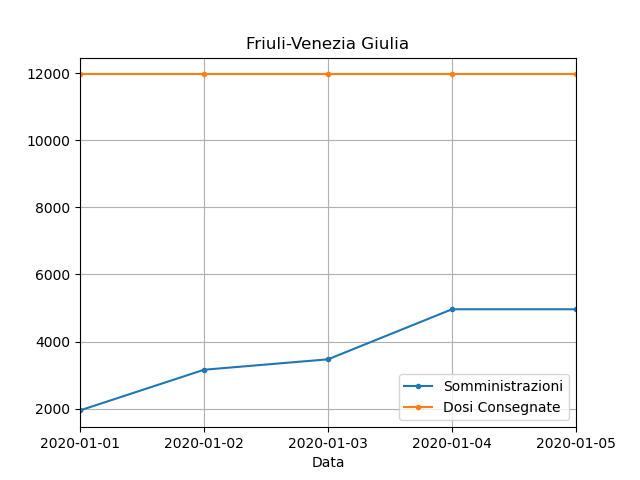 Friuli-Venezia Giulia
12000
10000
8000
6000
4000
2000
Somministrazioni
Dosi Consegnate
2020-01-01 2020-01-02 2020-01-03 2020-01-04 2020-01-05
Data